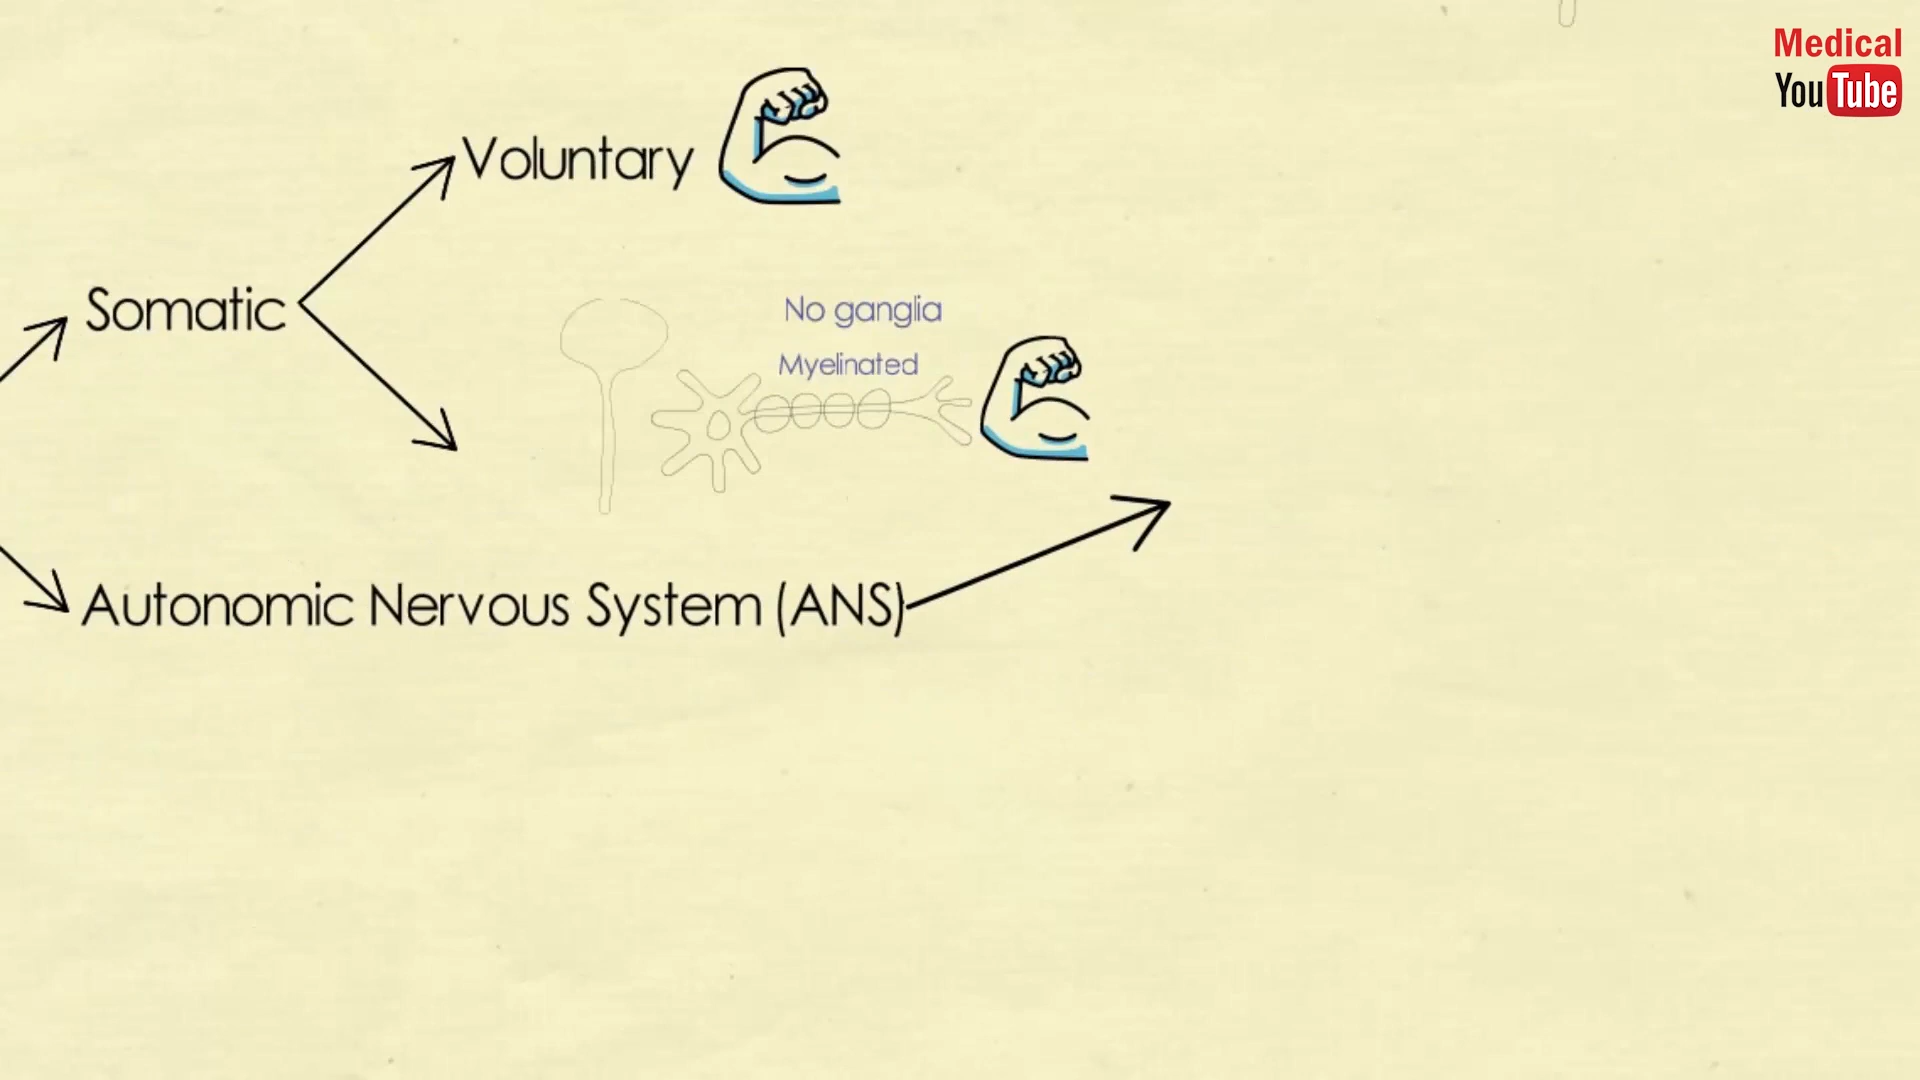 Medical
YouTube
Voluntary
Somatic
No ganglia
Myelinated
Autonomic Nervous System (ANS)